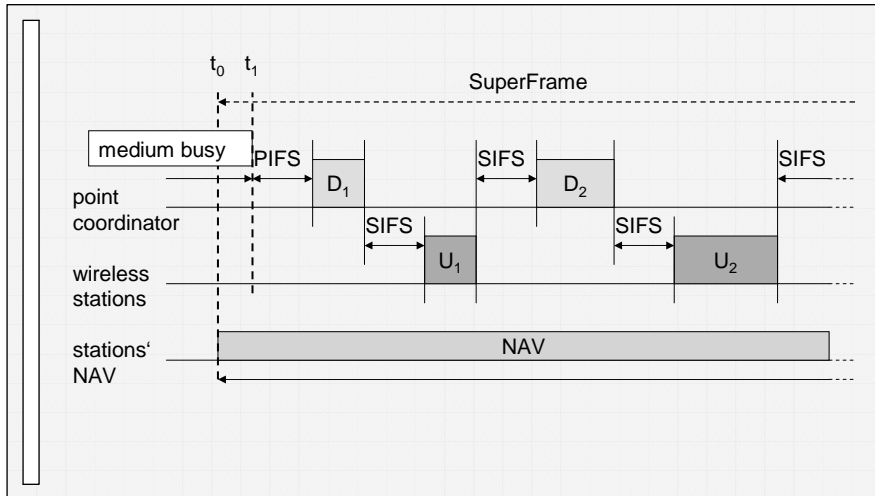 t0 t1
SuperFrame
medium busy
PIFS
D1
SIFS
D2
SIFS
point
coordinator
SIFS
U1
SIFS
U2
wireless
stations
stations‘
NAV
NAV